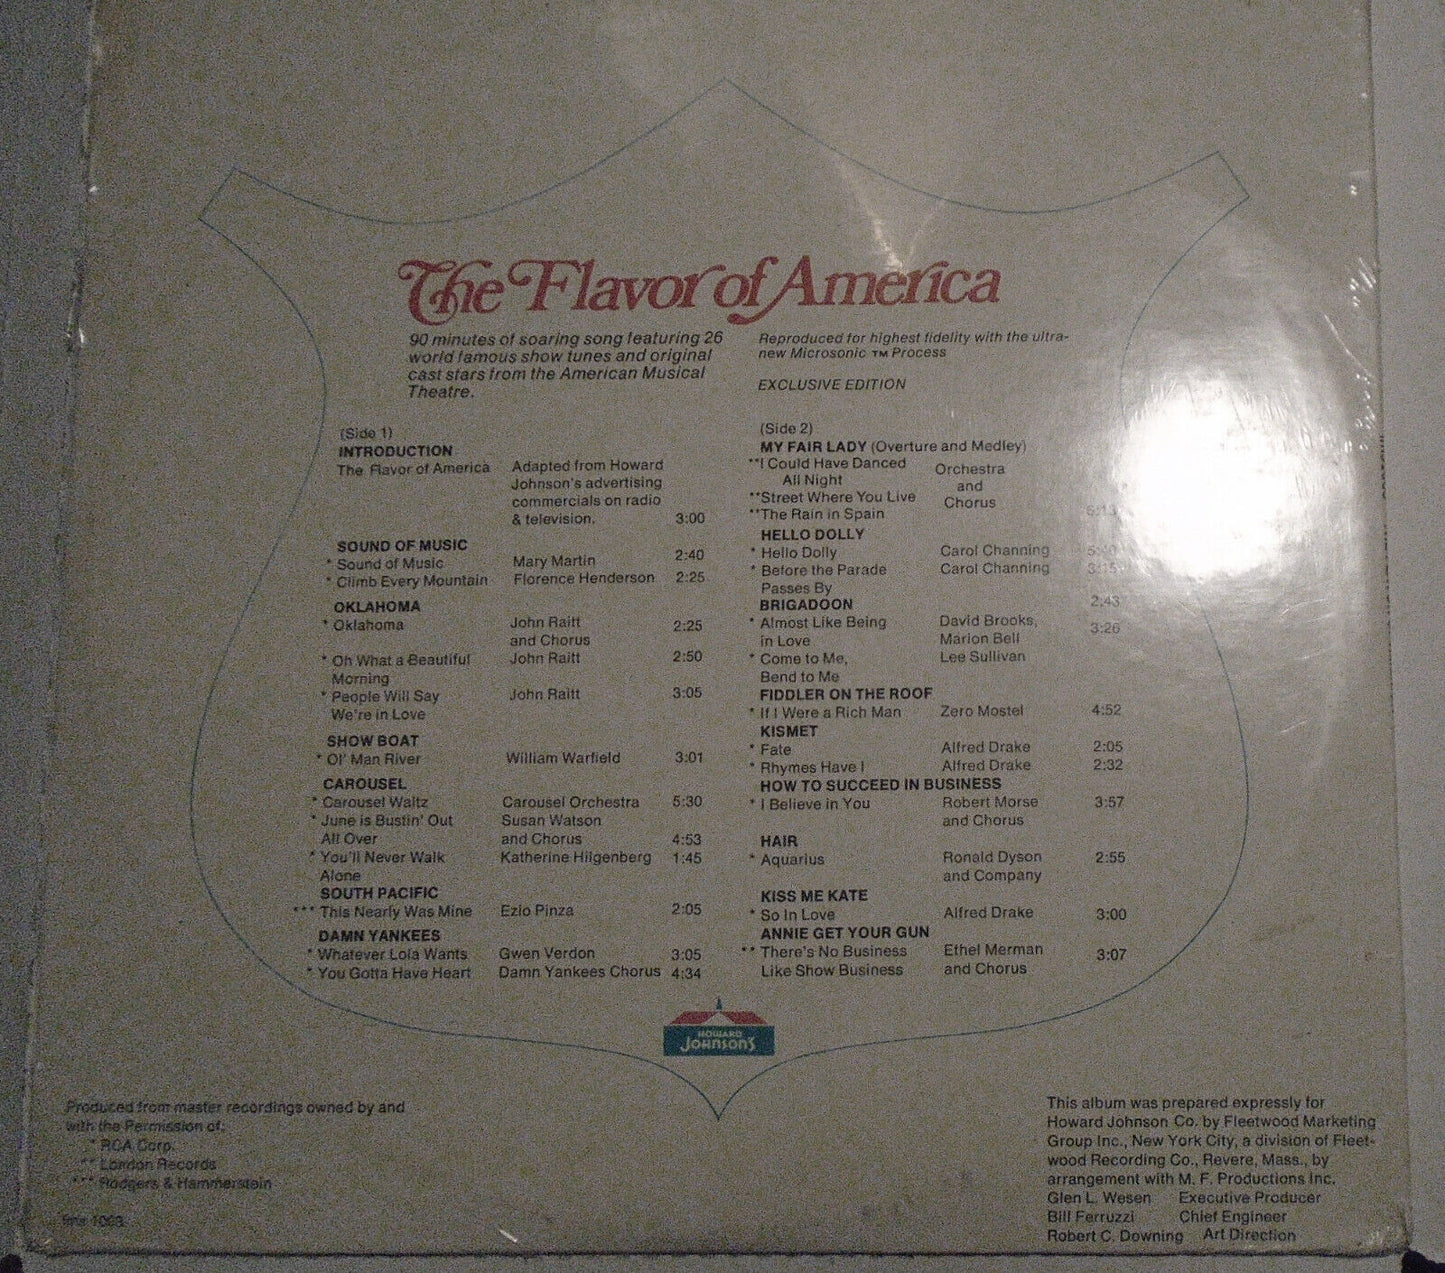 The Flavor of America
90 minutes of soaring song featuring 26
world famous show tunes and original
cast stars from the American Musical
Theatre.
Reproduced for highest fidelity with the ultra-
new Microsonic ™ Process
EXCLUSIVE EDITION
(Side 1)
INTRODUCTION
The Flavor of America Adapted from Howard
Johnson's advertising
commercials on radio
& television. 3:00
SOUND OF MUSIC
* Sound of Music Mary Martin 2:40
* Climb Every Mountain Florence Henderson 2:25
OKLAHOMA
* Oklahoma John Raitt 2:25
and Chorus
* Oh What a Beautiful John Raitt 2:50
Morning
* People Will Say John Raitt 3:05
We're in Love
SHOW BOAT
* Ol' Man River William Warfield 3:01
CAROUSEL
* Carousel Waltz Carousel Orchestra 5:30
* June is Bustin' Out Susan Watson
All Over and Chorus 4:53
* You'll Never Walk Katherine Hilgenberg 1:45
Alone
SOUTH PACIFIC
*** This Nearly Was Mine Ezio Pinza 2:05
DAMN YANKEES
* Whatever Lola Wants Gwen Verdon 3:05
* You Gotta Have Heart Damn Yankees Chorus 4:34
(Side 2)
MY FAIR LADY (Overture and Medley)
**I Could Have Danced Orchestra
All Night and
**Street Where You Live Chorus
**The Rain in Spain
HELLO DOLLY
* Hello Dolly Carol Channing
* Before the Parade Carol Channing
Passes By
BRIGADOON 2:43
* Almost Like Being David Brooks, 3:26
in Love Marion Bell
* Come to Me, Lee Sullivan
Bend to Me
FIDDLER ON THE ROOF
* If I Were a Rich Man Zero Mostel 4:52
KISMET
* Fate Alfred Drake 2:05
* Rhymes Have I Alfred Drake 2:32
HOW TO SUCCEED IN BUSINESS
* I Believe in You Robert Morse 3:57
and Chorus
HAIR
* Aquarius Ronald Dyson 2:55
and Company
KISS ME KATE
* So In Love Alfred Drake 3:00
ANNIE GET YOUR GUN
** There's No Business Ethel Merman 3:07
Like Show Business and Chorus
HOWARD
JOHNSON'S
Produced from master recordings owned by and
with the Permission of:
* RCA Corp.
** London Records
*** Rodgers & Hammerstein
This album was prepared expressly for
Howard Johnson Co. by Fleetwood Marketing
Group Inc., New York City, a division of Fleet-
wood Recording Co., Revere, Mass., by
arrangement with M. F. Productions Inc.
Glen L. Wesen Executive Producer
Bill Ferruzzi Chief Engineer
Robert C. Downing Art Direction